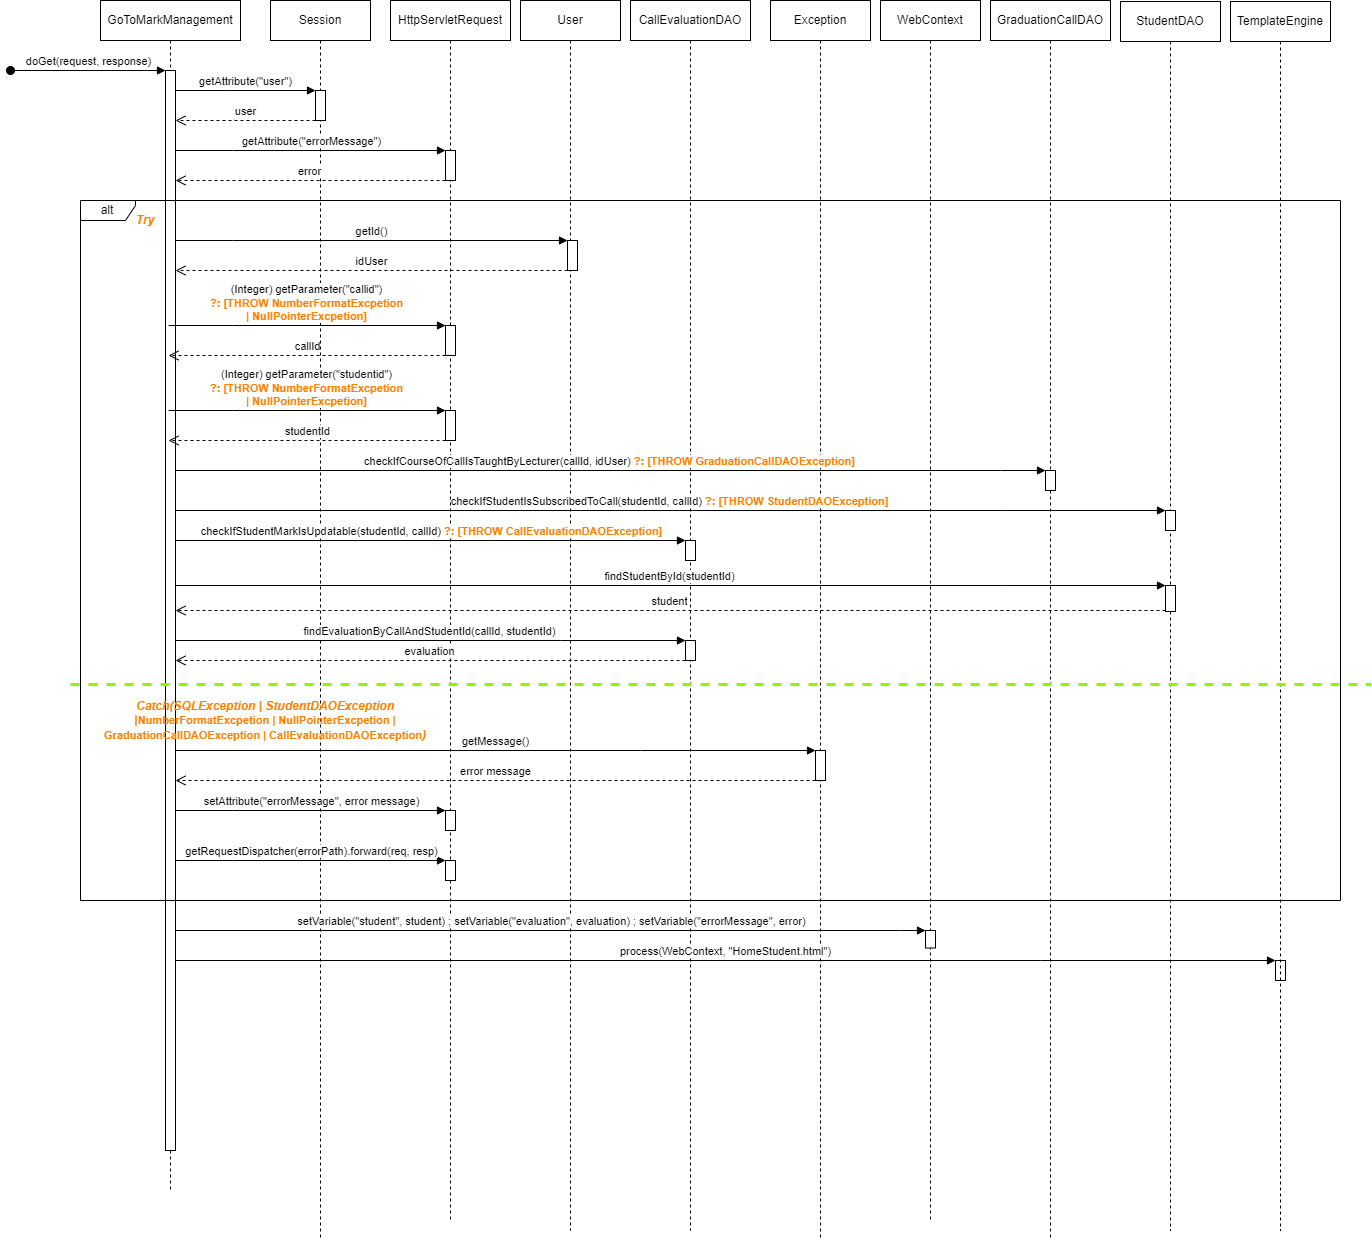 GoToMarkManagement
Session
HttpServletRequest
User
CallEvaluationDAO
Exception
WebContext
GraduationCallDAO
StudentDAO
TemplateEngine
doGet(request, response)
getAttribute("user")
user
getAttribute("errorMessage")
error
alt
Try
getId()
idUser
(Integer) getParameter("callid")
?: [THROW NumberFormatExcpetion
| NullPointerExcpetion]
callId
(Integer) getParameter("studentid")
?: [THROW NumberFormatExcpetion
| NullPointerExcpetion]
studentId
checkIfCourseOfCallIsTaughtByLecturer(callId, idUser) ?: [THROW GraduationCallDAOException]
checkIfStudentIsSubscribedToCall(studentId, callId) ?: [THROW StudentDAOException]
checkIfStudentMarkIsUpdatable(studentId, callId) ?: [THROW CallEvaluationDAOException]
findStudentById(studentId)
student
findEvaluationByCallAndStudentId(callId, studentId)
evaluation
Catch(SQLException | StudentDAOException
|NumberFormatExcpetion | NullPointerExcpetion |
GraduationCallDAOException | CallEvaluationDAOException)
getMessage()
error message
setAttribute("errorMessage", error message)
getRequestDispatcher(errorPath).forward(req, resp)
setVariable("student", student) ; setVariable("evaluation", evaluation) ; setVariable("errorMessage", error)
process(WebContext, "HomeStudent.html")